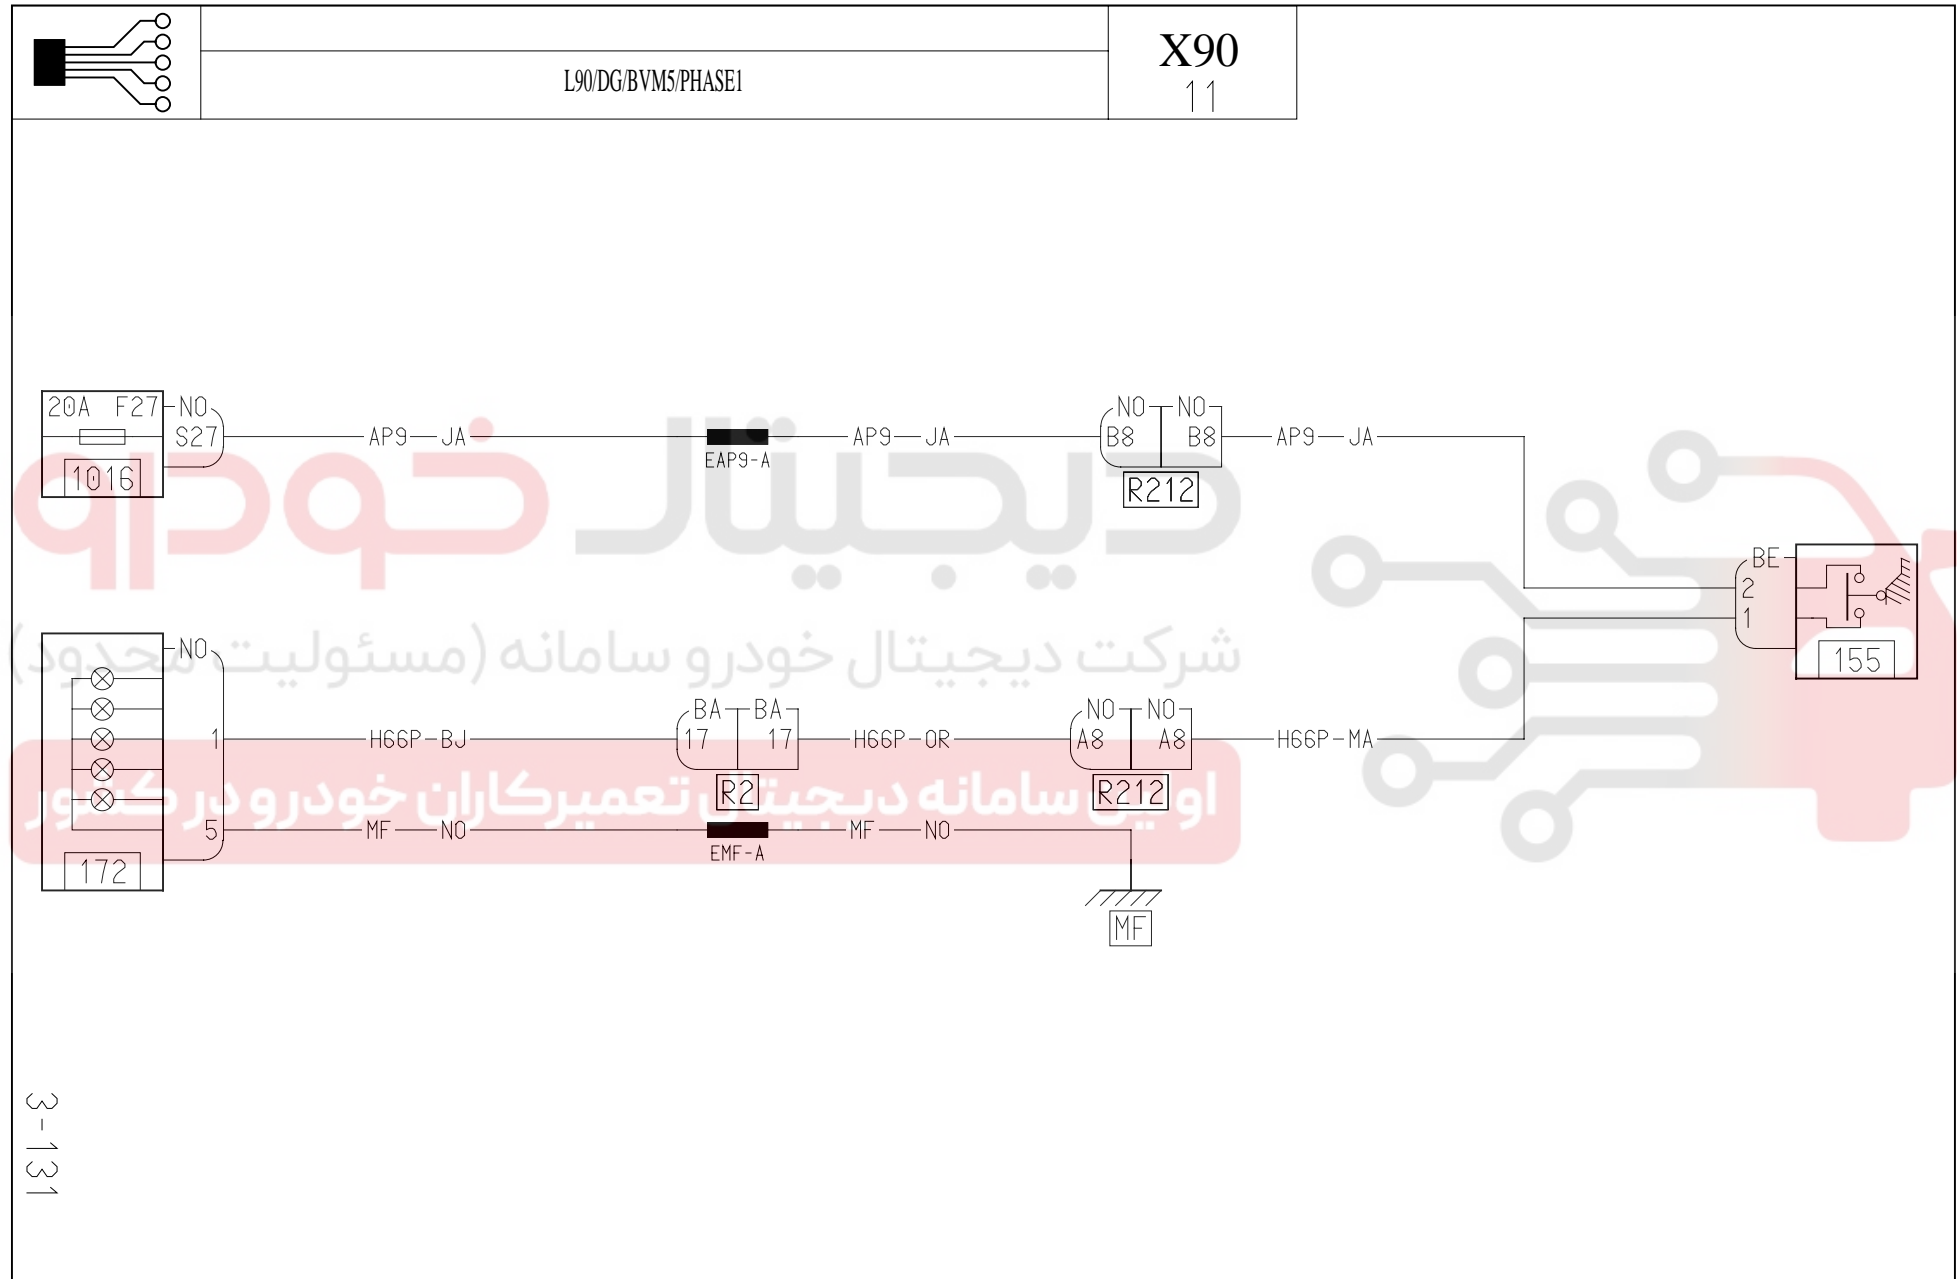 X90
L90/DG/BVM5/PHASE1
11
20A F27 NO NO NO
S27 AP9 JA AP9 JA B8 B8 AP9 JA
EAP9-A
1016 R212
دیجیتال خودرو
BE
2
1
شرکت دیجیتال خودرو سامانه (مسئولیت محدود)
NO
155
BA BA NO NO
1 H66P-BJ 17 17 H66P-OR A8 A8 H66P-MA
R2 R212
اولین سامانه دیجیتال تعمیرکاران خودرو در کشور
5 MF NO MF NO
EMF-A
172
MF
3-131